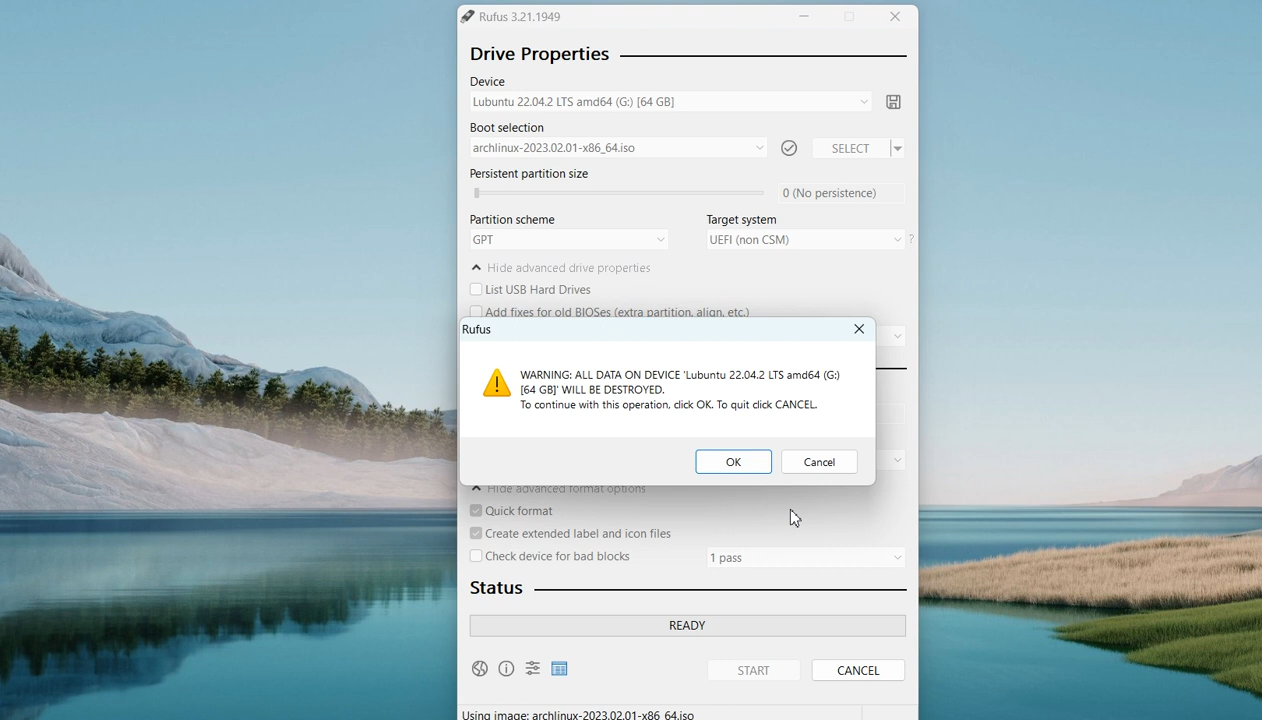 Rufus 3.21.1949
Drive Properties
Device
Lubuntu 22.04.2 LTS amd64 (G:) [64 GB]
Boot selection
archlinux-2023.02.01-x86_64.iso
SELECT
Persistent partition size
0 (No persistence)
Partition scheme
Target system
GPT
UEFI (non CSM)
?
Hide advanced drive properties
List USB Hard Drives
Add fixes for old BIOSes (extra partition, align, etc.)
Rufus
WARNING: ALL DATA ON DEVICE 'Lubuntu 22.04.2 LTS amd64 (G:)
[64 GB]' WILL BE DESTROYED.
To continue with this operation, click OK. To quit click CANCEL.
OK
Cancel
Hide advanced format options
Quick format
Create extended label and icon files
Check device for bad blocks
1 pass
Status
READY
START
CANCEL
Using image: archlinux-2023.02.01-x86_64.iso